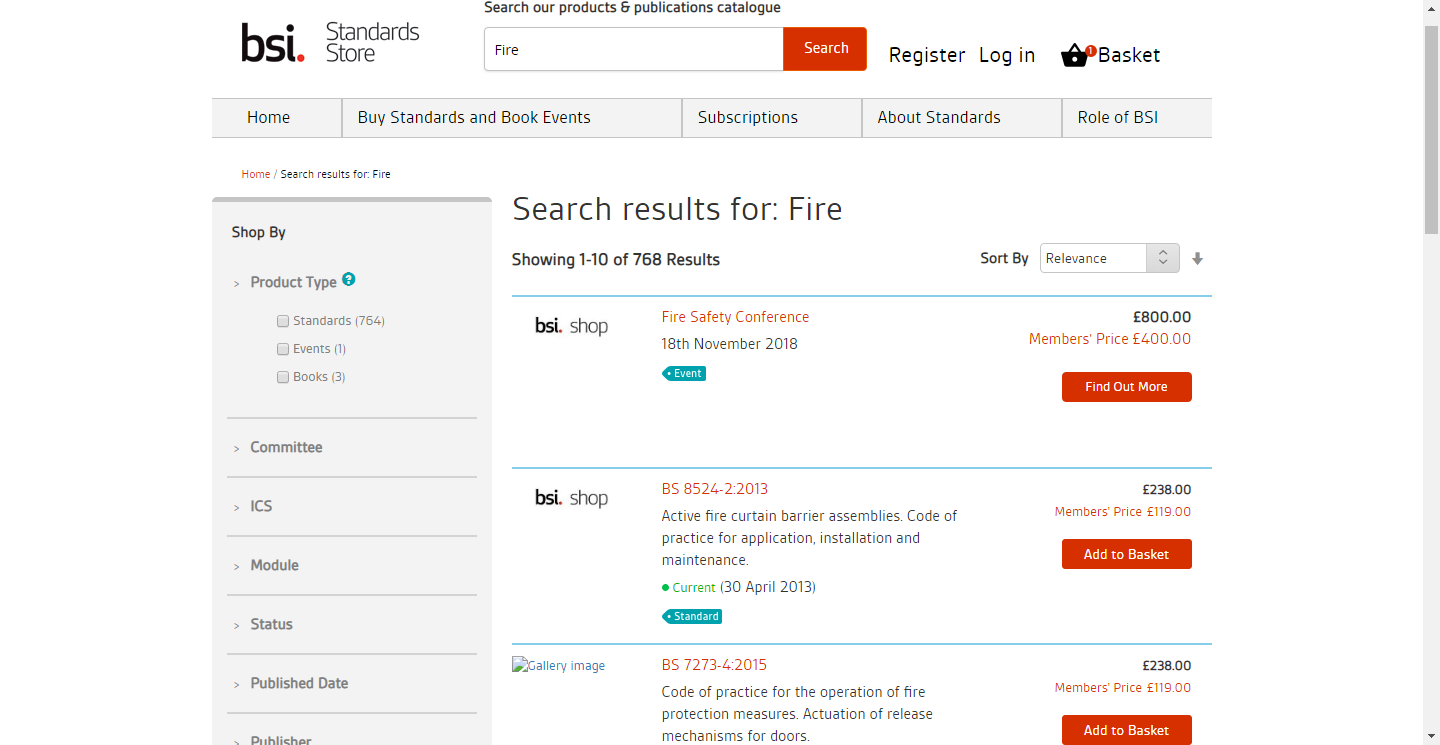 Search our products & publications catalogue
bsi.
Standards
Store
Fire
Search
Register
Log in
1
Basket
Home
Buy Standards and Book Events
Subscriptions
About Standards
Role of BSI
Home / Search results for: Fire
Shop By
> Product Type ?
Standards (764)
Events (1)
Books (3)
> Committee
> ICS
> Module
> Status
> Published Date
> Publisher
Search results for: Fire
Showing 1-10 of 768 Results
Sort By
Relevance
bsi. shop
Fire Safety Conference
18th November 2018
Event
£800.00
Members' Price £400.00
Find Out More
bsi. shop
BS 8524-2:2013
Active fire curtain barrier assemblies. Code of
practice for application, installation and
maintenance.
Current (30 April 2013)
Standard
£238.00
Members' Price £119.00
Add to Basket
Gallery image
BS 7273-4:2015
Code of practice for the operation of fire
protection measures. Actuation of release
mechanisms for doors.
£238.00
Members' Price £119.00
Add to Basket